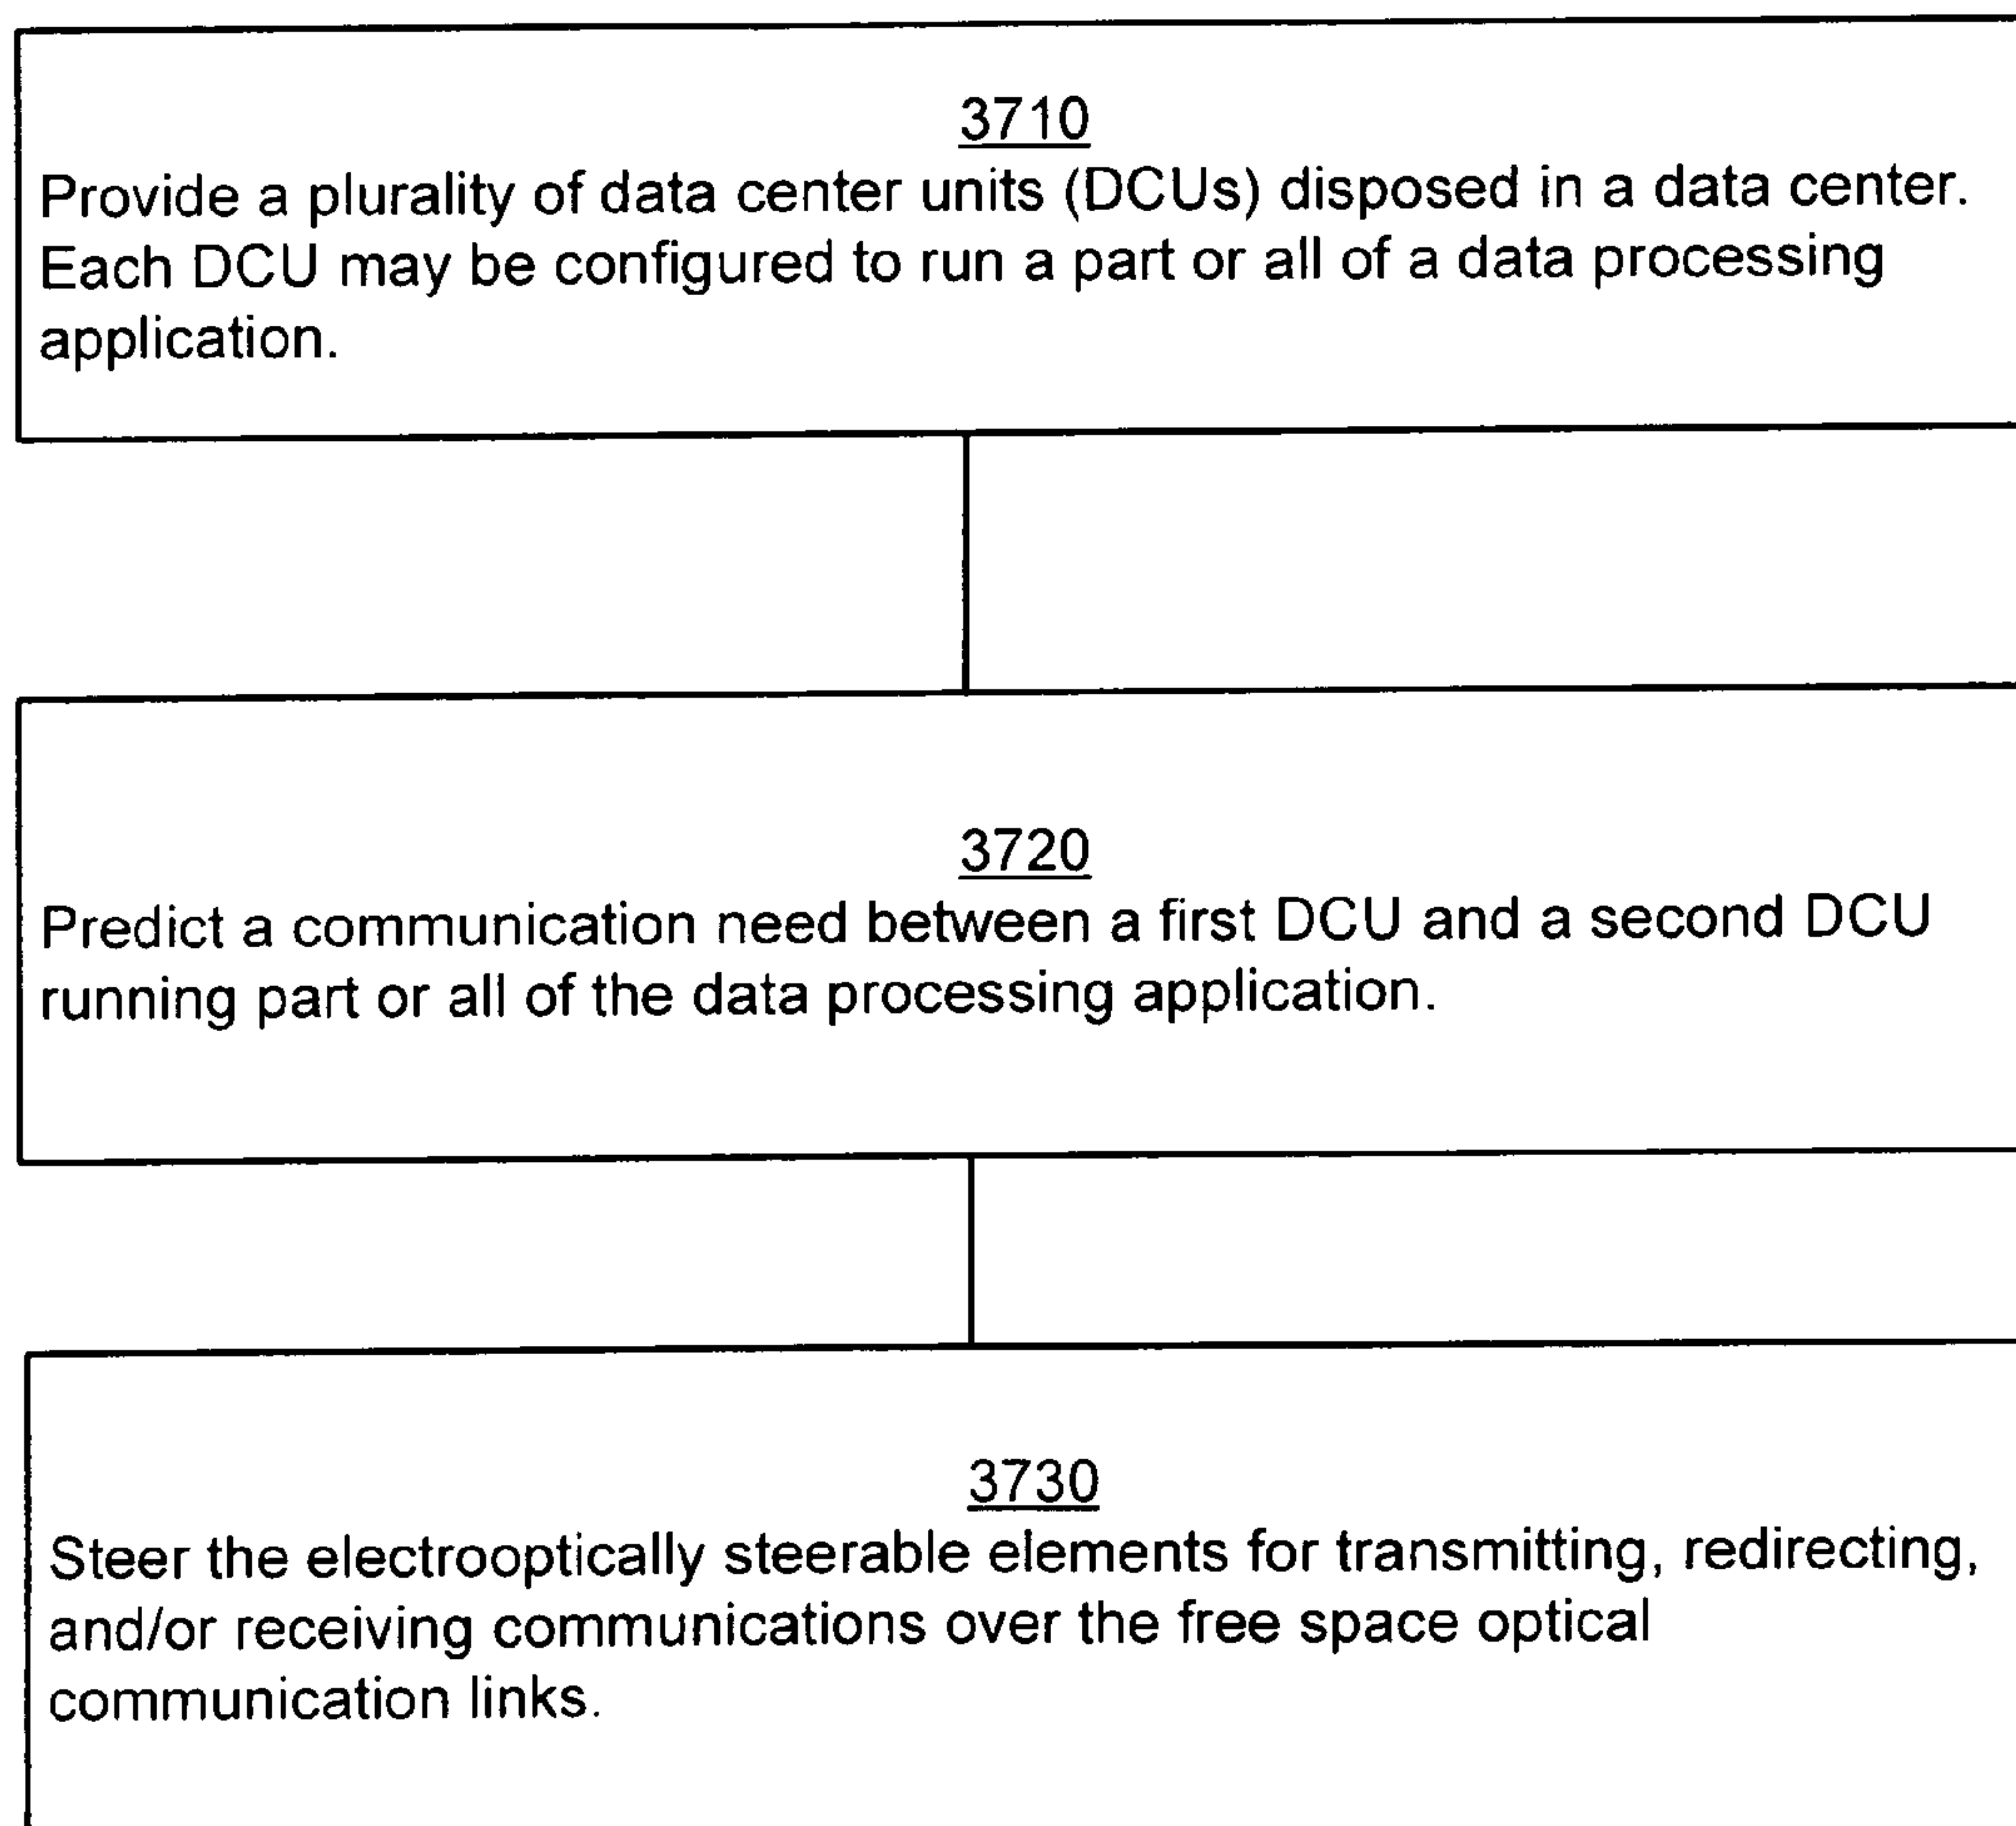 3710
Provide a plurality of data center units (DCUs) disposed in a data center.
Each DCU may be configured to run a part or all of a data processing
application.
3720
Predict a communication need between a first DCU and a second DCU
running part or all of the data processing application.
3730
Steer the electrooptically steerable elements for transmitting, redirecting,
and/or receiving communications over the free space optical
communication links.